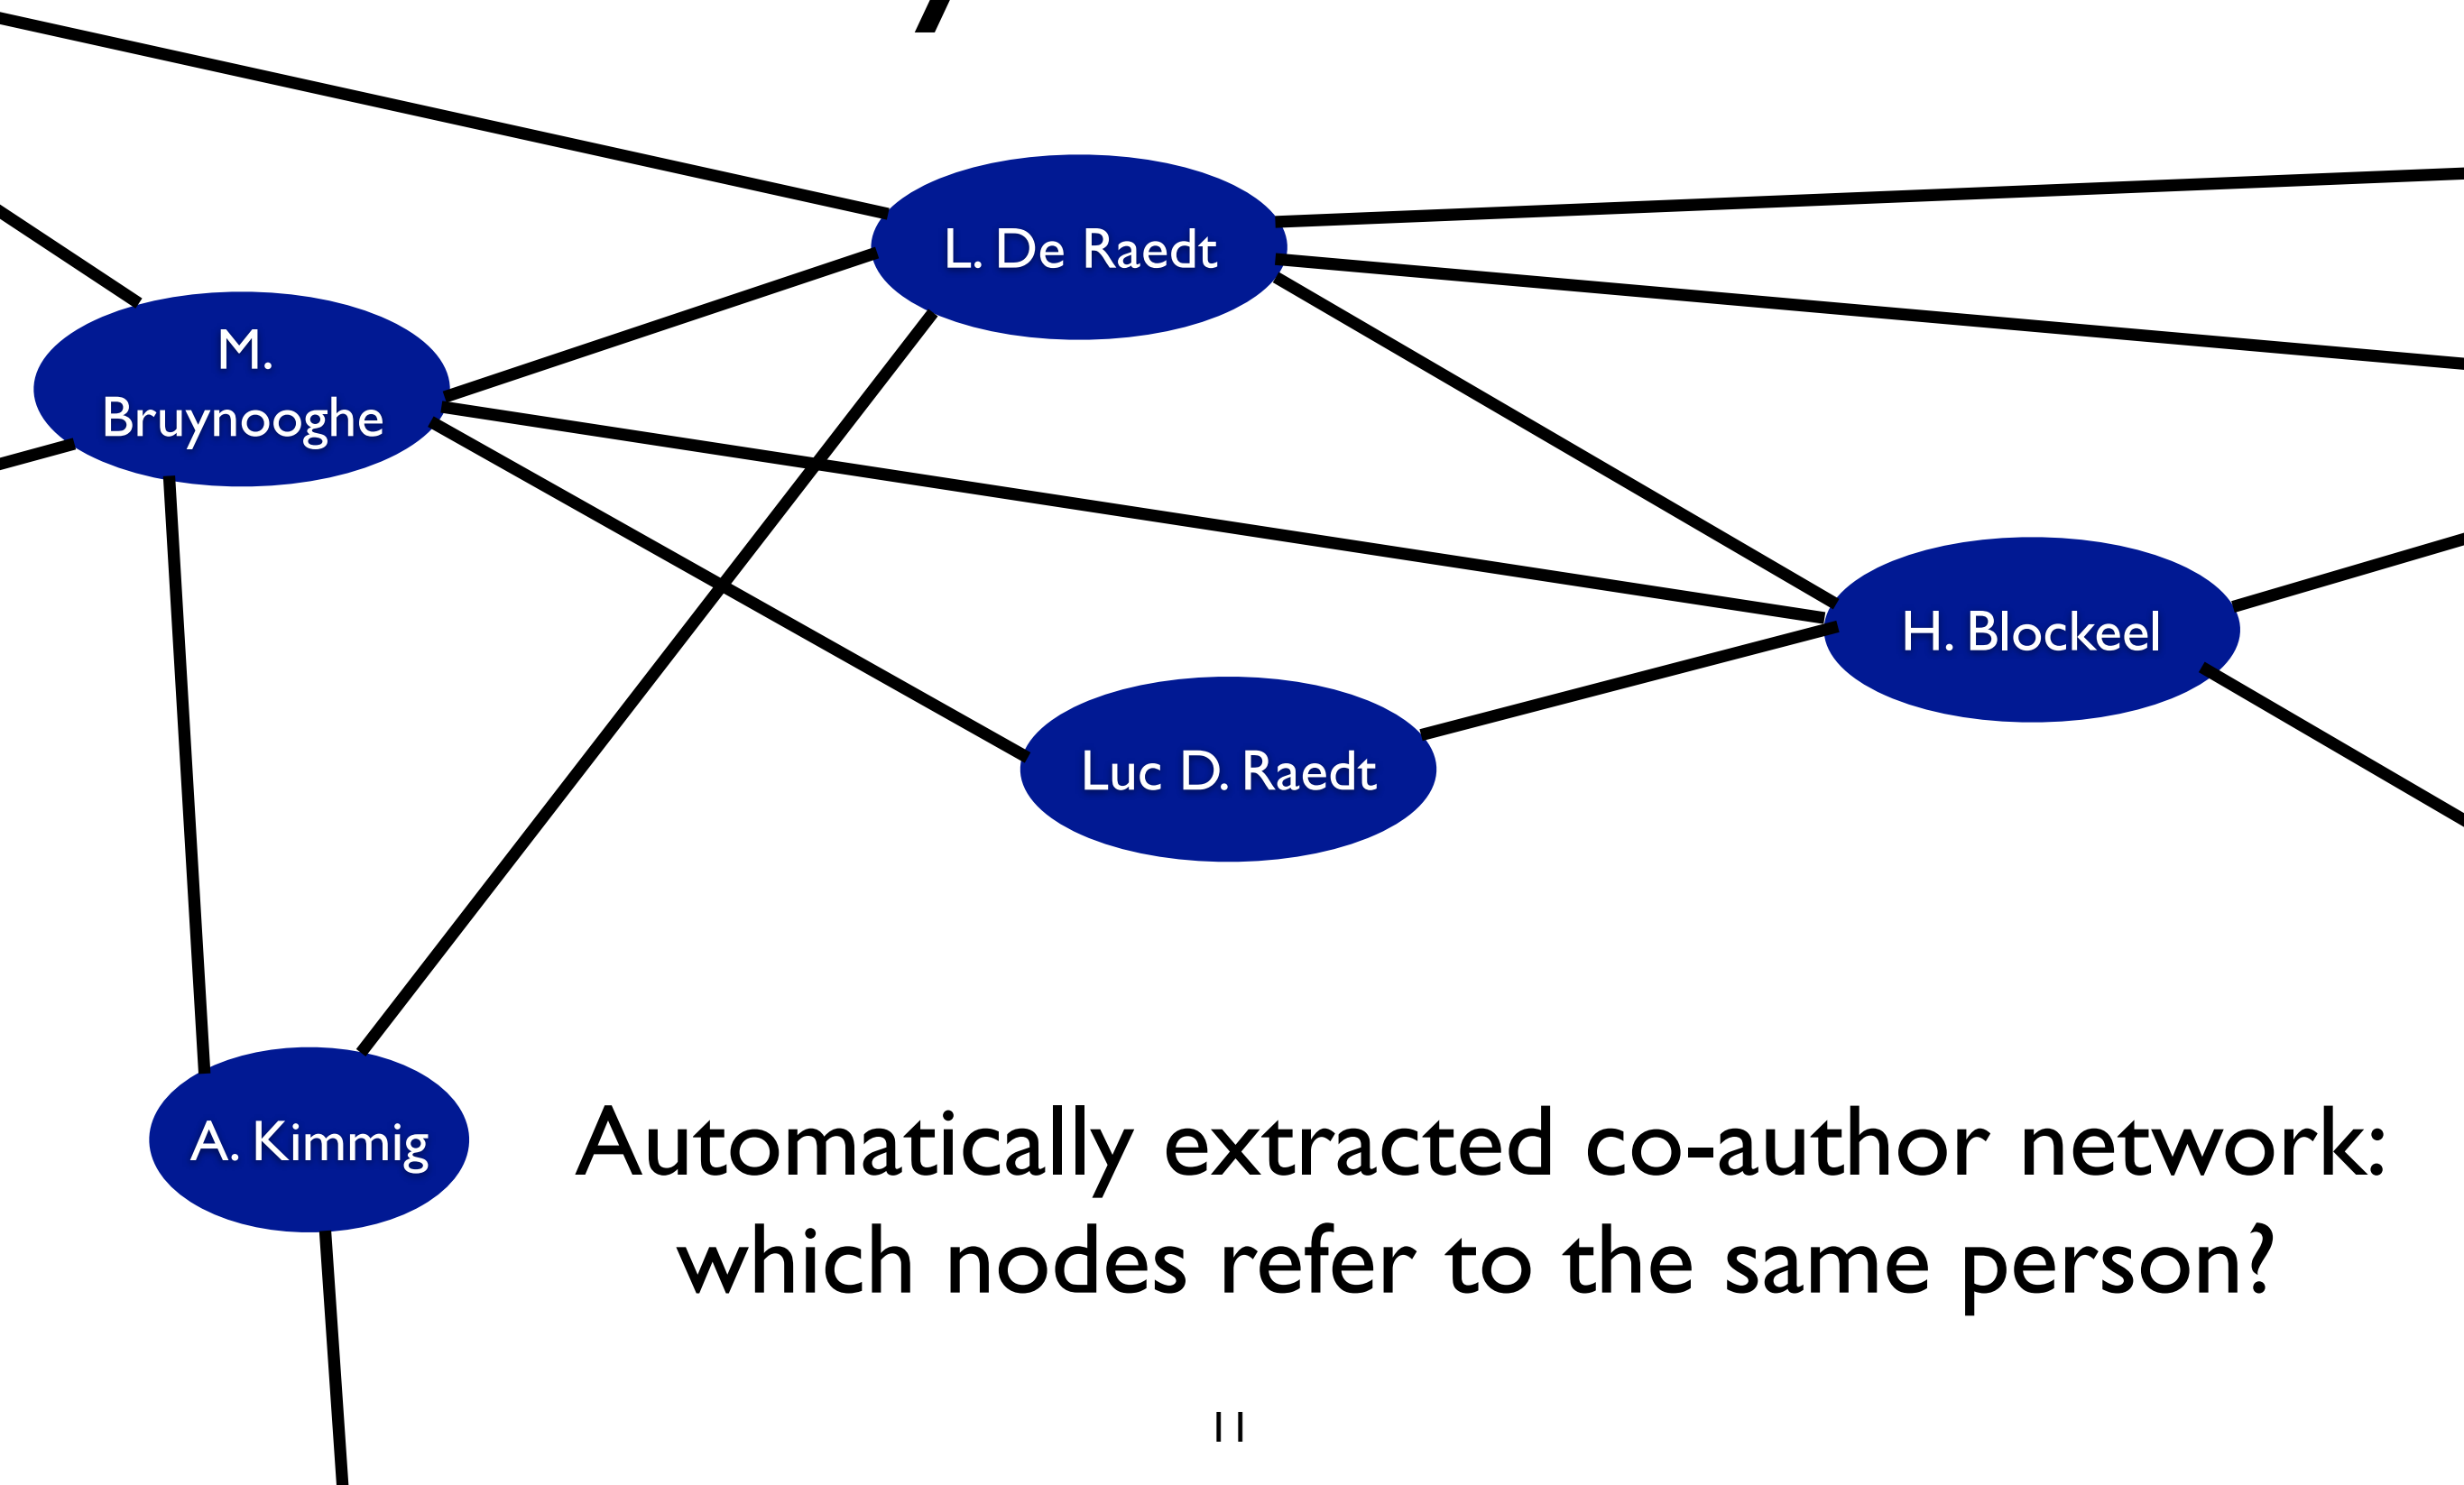 L. De Raedt
M.
Bruynooghe
H. Blockeel
Luc D. Raedt
A. Kimmig
Automatically extracted co-author network:
which nodes refer to the same person?
11